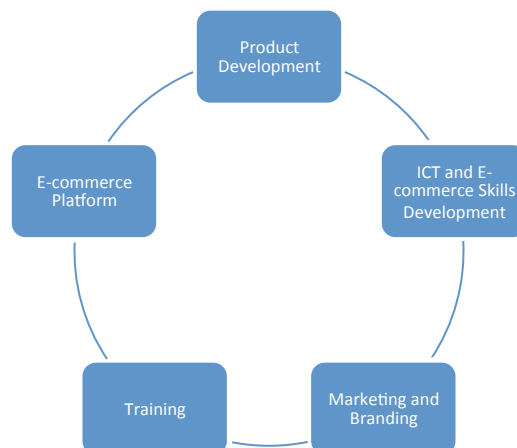 Product
Development
ICT and E-
commerce Skills
Development
Marketing and
Branding
Training
E-commerce
Platform